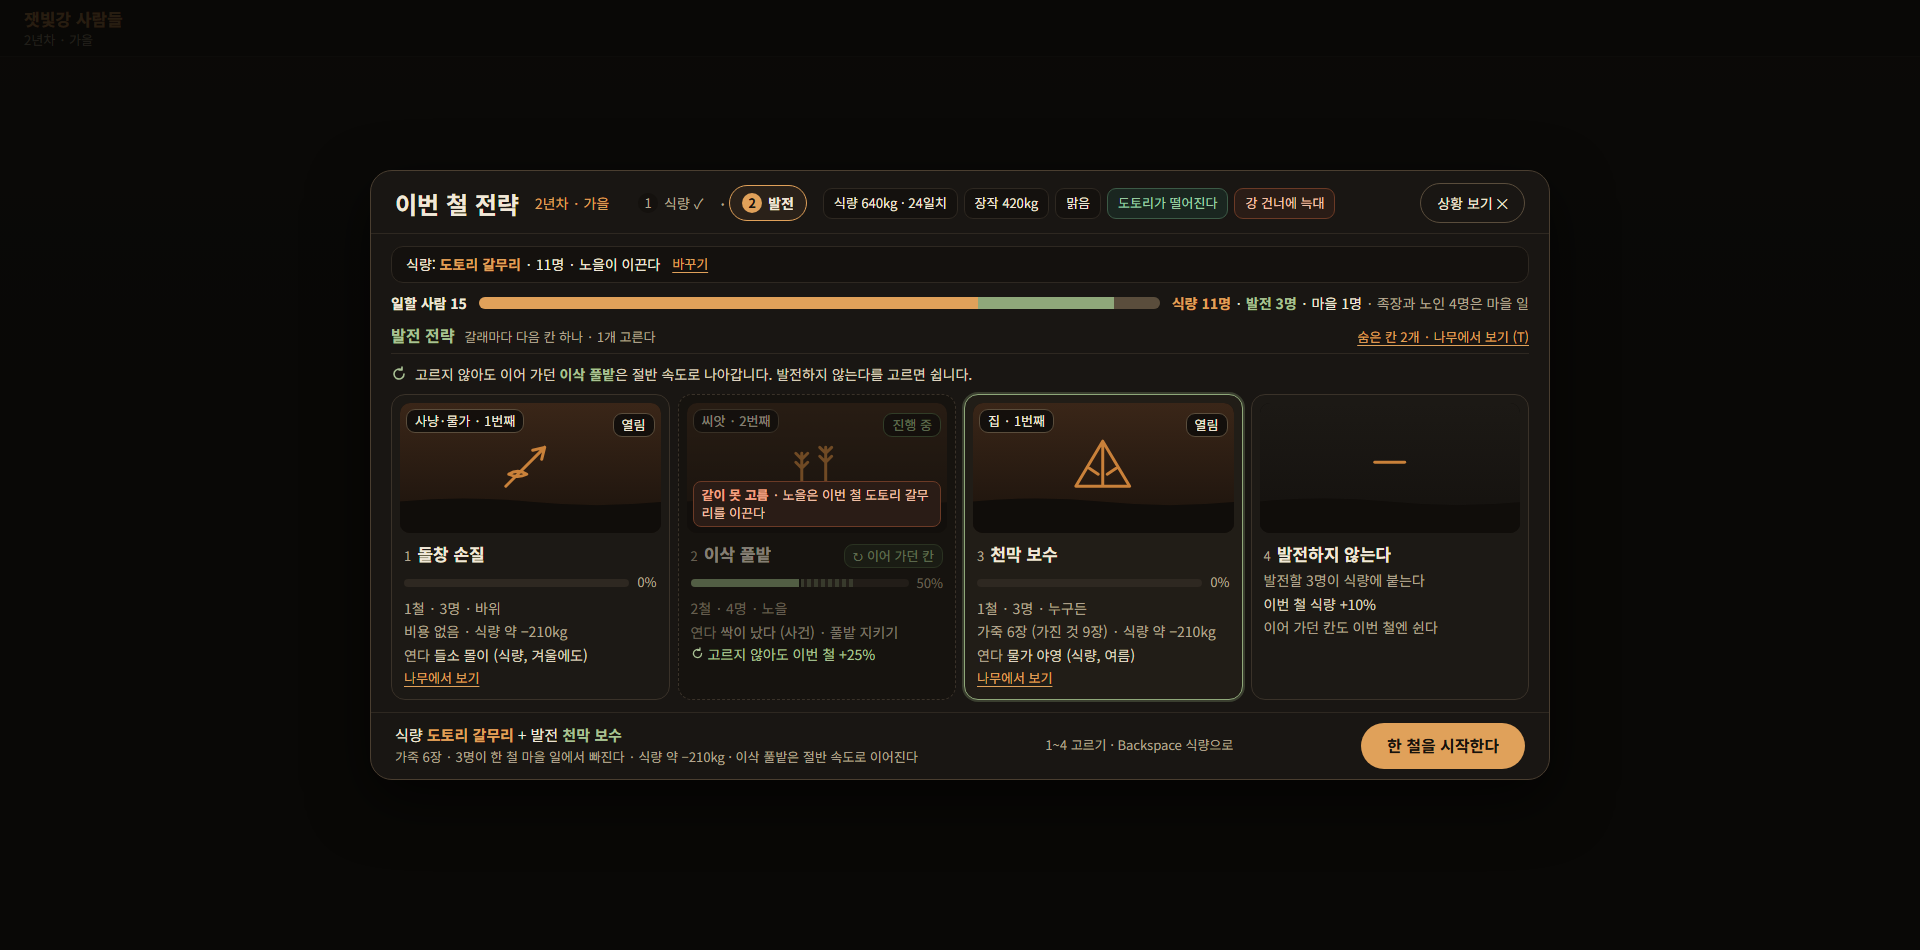 잿빛강 사람들
2년차 · 가을
이번 철 전략 2년차 · 가을 1 식량 ✓ · 2 발전 식량 640kg · 24일치 장작 420kg 맑음 도토리가 떨어진다 강 건너에 늑대 상황 보기 ✕
식량: 도토리 갈무리 · 11명 · 노을이 이끈다 바꾸기
일할 사람 15 식량 11명 · 발전 3명 · 마을 1명 · 족장과 노인 4명은 마을 일
발전 전략 갈래마다 다음 칸 하나 · 1개 고른다 숨은 칸 2개 · 나무에서 보기 (T)
고르지 않아도 이어 가던 이삭 풀밭은 절반 속도로 나아갑니다. 발전하지 않는다를 고르면 쉽니다.
사냥·물가 · 1번째 열림
1 돌창 손질
0%
1철 · 3명 · 바위
비용 없음 · 식량 약 −210kg
연다 들소 몰이 (식량, 겨울에도)
나무에서 보기
씨앗 · 2번째 진행 중
같이 못 고름 · 노을은 이번 철 도토리 갈무
리를 이끈다
2 이삭 풀밭 ↻ 이어 가던 칸
50%
2철 · 4명 · 노을
연다 싹이 났다 (사건) · 풀밭 지키기
고르지 않아도 이번 철 +25%
집 · 1번째 열림
3 천막 보수
0%
1철 · 3명 · 누구든
가죽 6장 (가진 것 9장) · 식량 약 −210kg
연다 물가 야영 (식량, 여름)
나무에서 보기
4 발전하지 않는다
발전할 3명이 식량에 붙는다
이번 철 식량 +10%
이어 가던 칸도 이번 철엔 쉰다
식량 도토리 갈무리 + 발전 천막 보수
가죽 6장 · 3명이 한 철 마을 일에서 빠진다 · 식량 약 −210kg · 이삭 풀밭은 절반 속도로 이어진다
1~4 고르기 · Backspace 식량으로
한 철을 시작한다